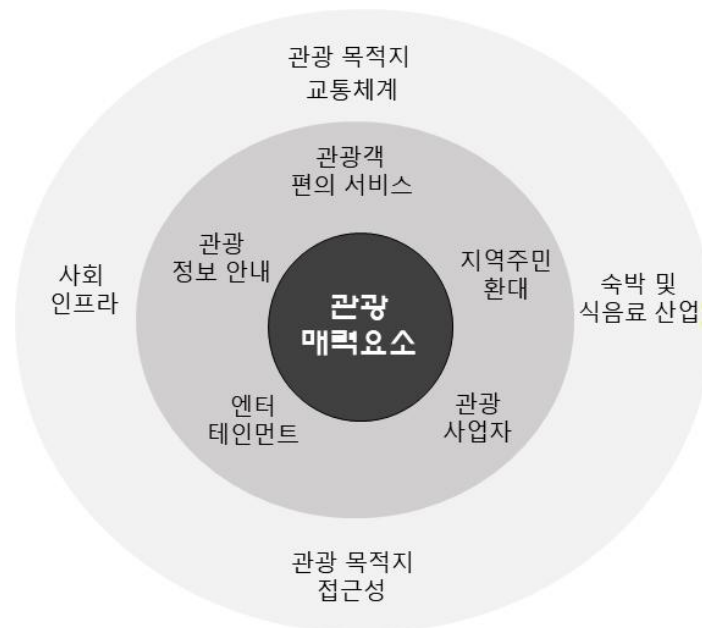 관광 목적지
교통체계
관광객
편의 서비스
관광
정보 안내
지역주민
환대
사회
인프라
숙박 및
식음료 산업
관광
매력요소
엔터
테인먼트
관광
사업자
관광 목적지
접근성